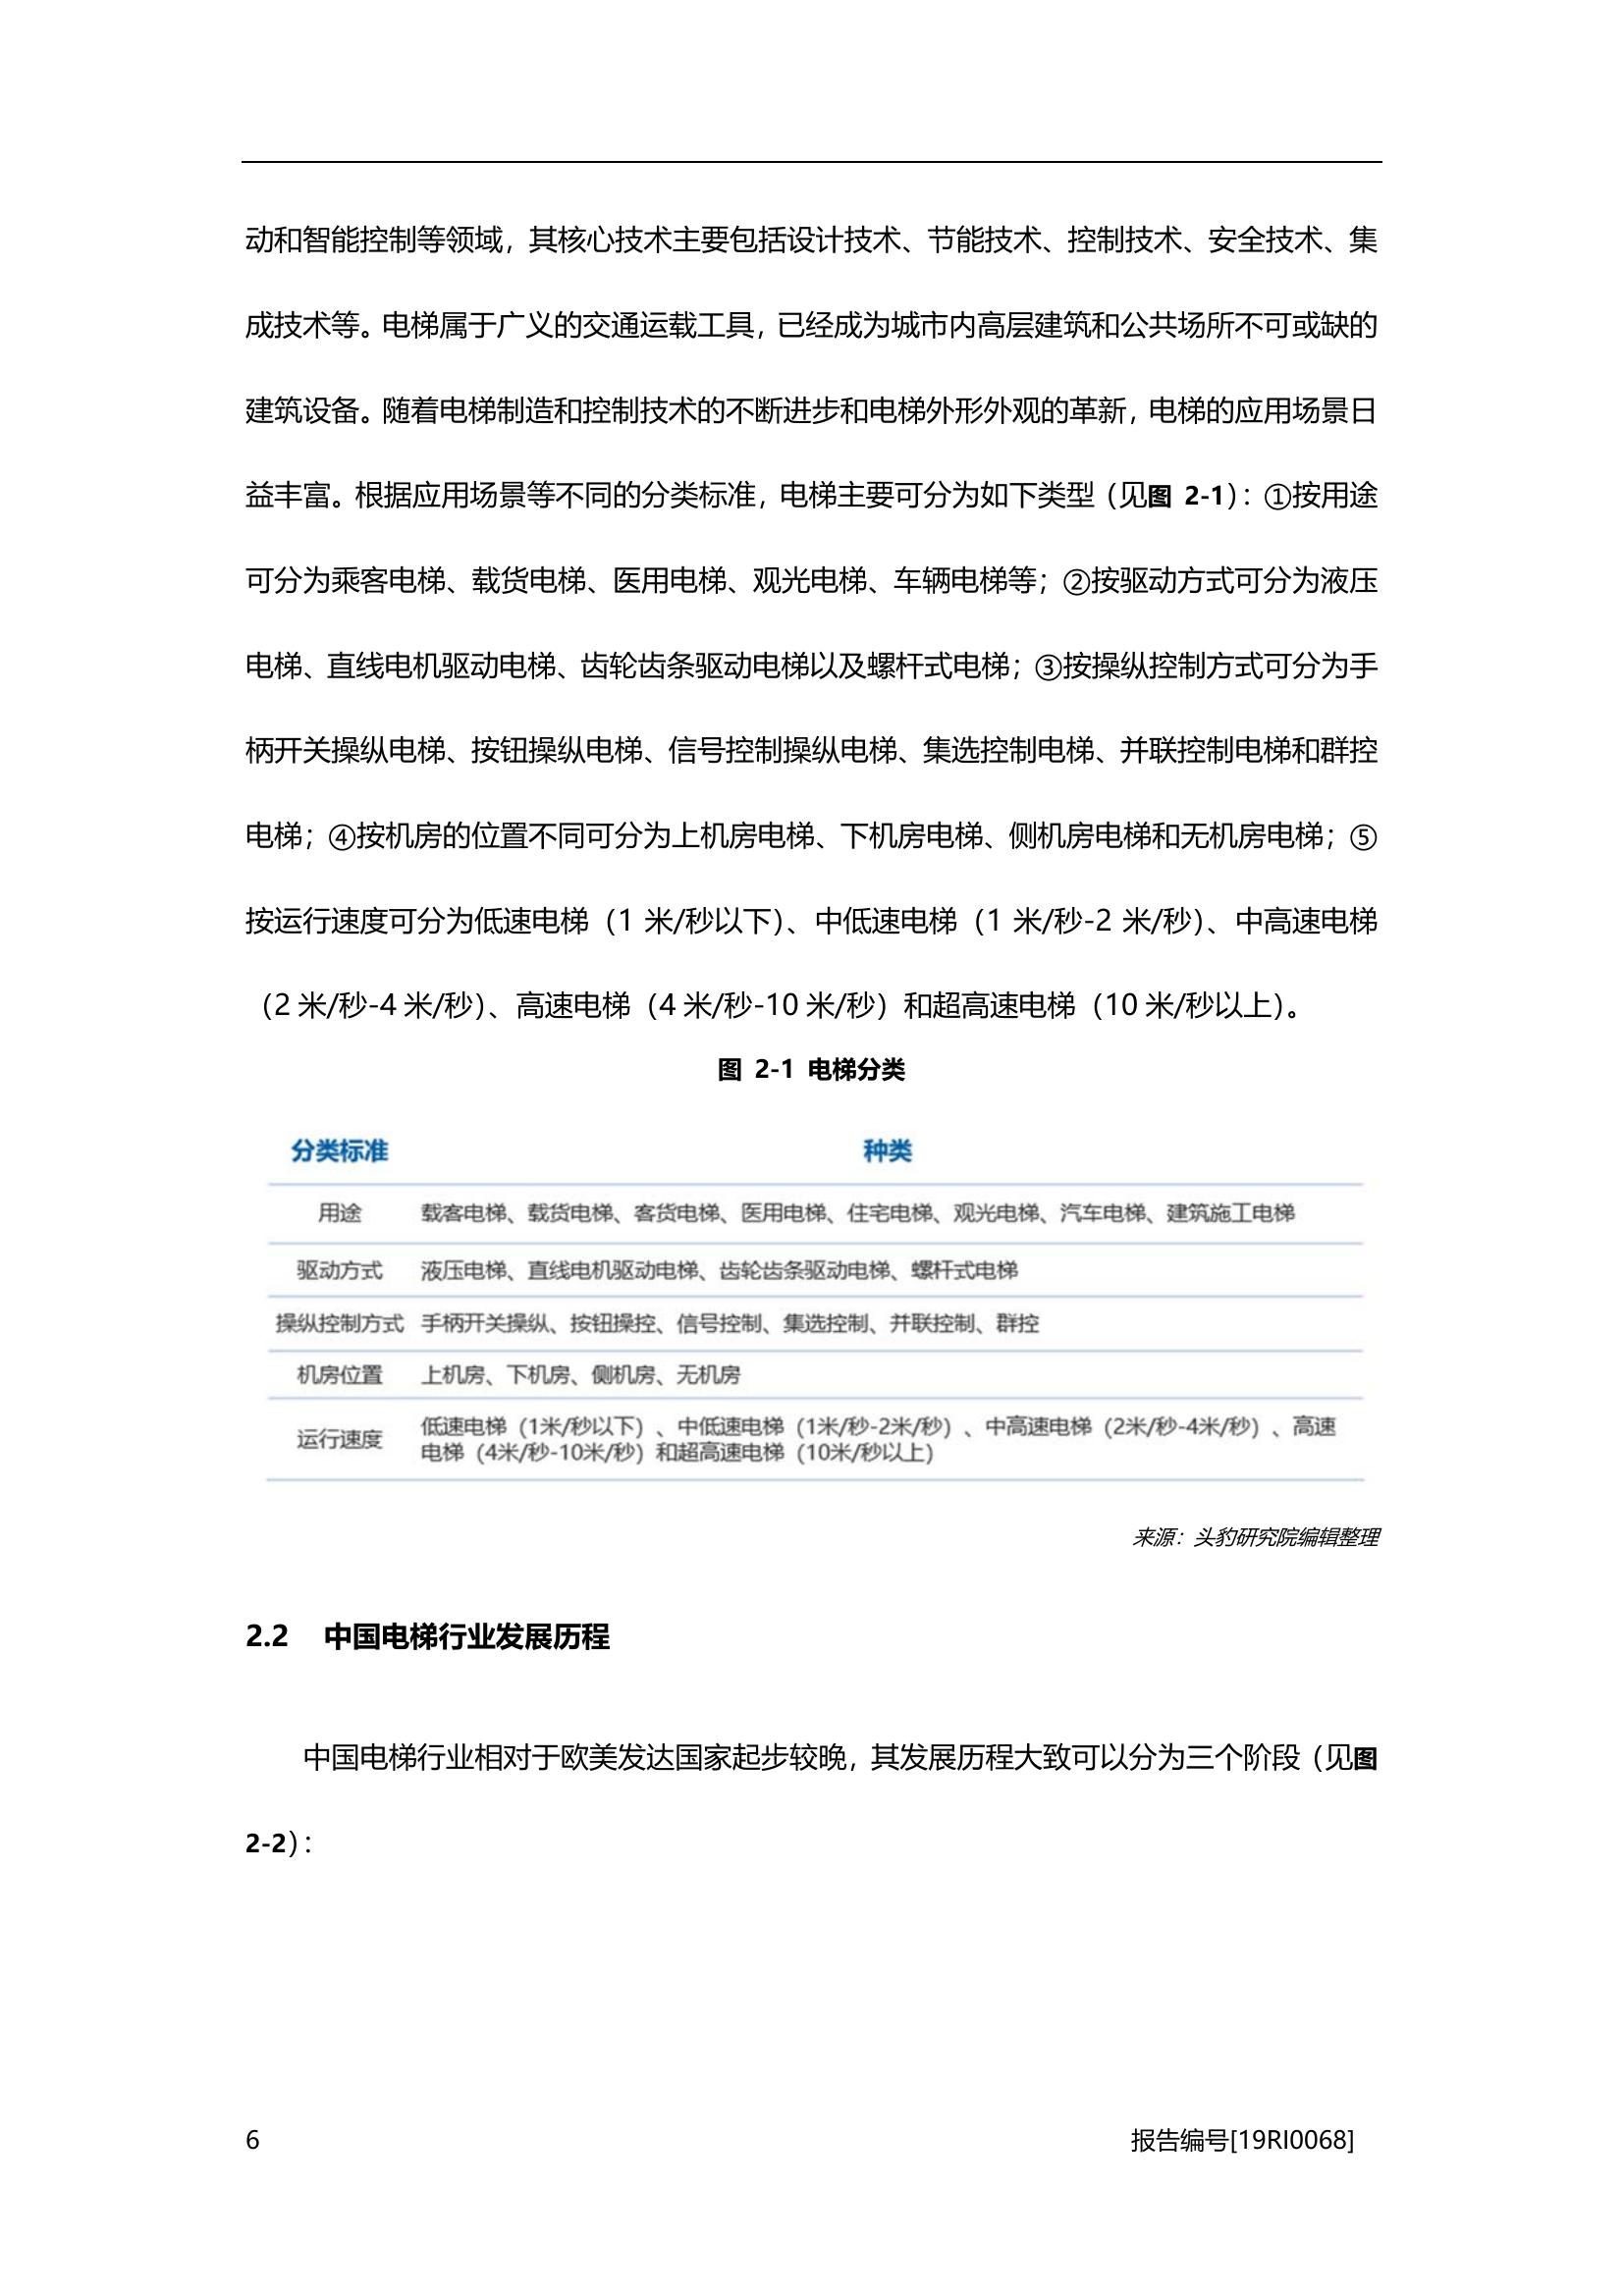 动和智能控制等领域，其核心技术主要包括设计技术、节能技术、控制技术、安全技术、集
成技术等。电梯属于广义的交通运载工具，已经成为城市内高层建筑和公共场所不可或缺的
建筑设备。随着电梯制造和控制技术的不断进步和电梯外形外观的革新，电梯的应用场景日
益丰富。根据应用场景等不同的分类标准，电梯主要可分为如下类型（见图 2-1）：①按用途
可分为乘客电梯、载货电梯、医用电梯、观光电梯、车辆电梯等；②按驱动方式可分为液压
电梯、直线电机驱动电梯、齿轮齿条驱动电梯以及螺杆式电梯；③按操纵控制方式可分为手
柄开关操纵电梯、按钮操纵电梯、信号控制操纵电梯、集选控制电梯、并联控制电梯和群控
电梯；④按机房的位置不同可分为上机房电梯、下机房电梯、侧机房电梯和无机房电梯；⑤
按运行速度可分为低速电梯（1 米/秒以下）、中低速电梯（1 米/秒-2 米/秒）、中高速电梯
（2 米/秒-4 米/秒）、高速电梯（4 米/秒-10 米/秒）和超高速电梯（10 米/秒以上）。
图 2-1 电梯分类
分类标准 种类
用途 载客电梯、载货电梯、客货电梯、医用电梯、住宅电梯、观光电梯、汽车电梯、建筑施工电梯
驱动方式 液压电梯、直线电机驱动电梯、齿轮齿条驱动电梯、螺杆式电梯
操纵控制方式 手柄开关操纵、按钮操控、信号控制、集选控制、并联控制、群控
机房位置 上机房、下机房、侧机房、无机房
运行速度 低速电梯（1米/秒以下）、中低速电梯（1米/秒-2米/秒）、中高速电梯（2米/秒-4米/秒）、高速
电梯（4米/秒-10米/秒）和超高速电梯（10米/秒以上）
来源：头豹研究院编辑整理
2.2 中国电梯行业发展历程
中国电梯行业相对于欧美发达国家起步较晚，其发展历程大致可以分为三个阶段（见图
2-2）：
6 报告编号[19RI0068]